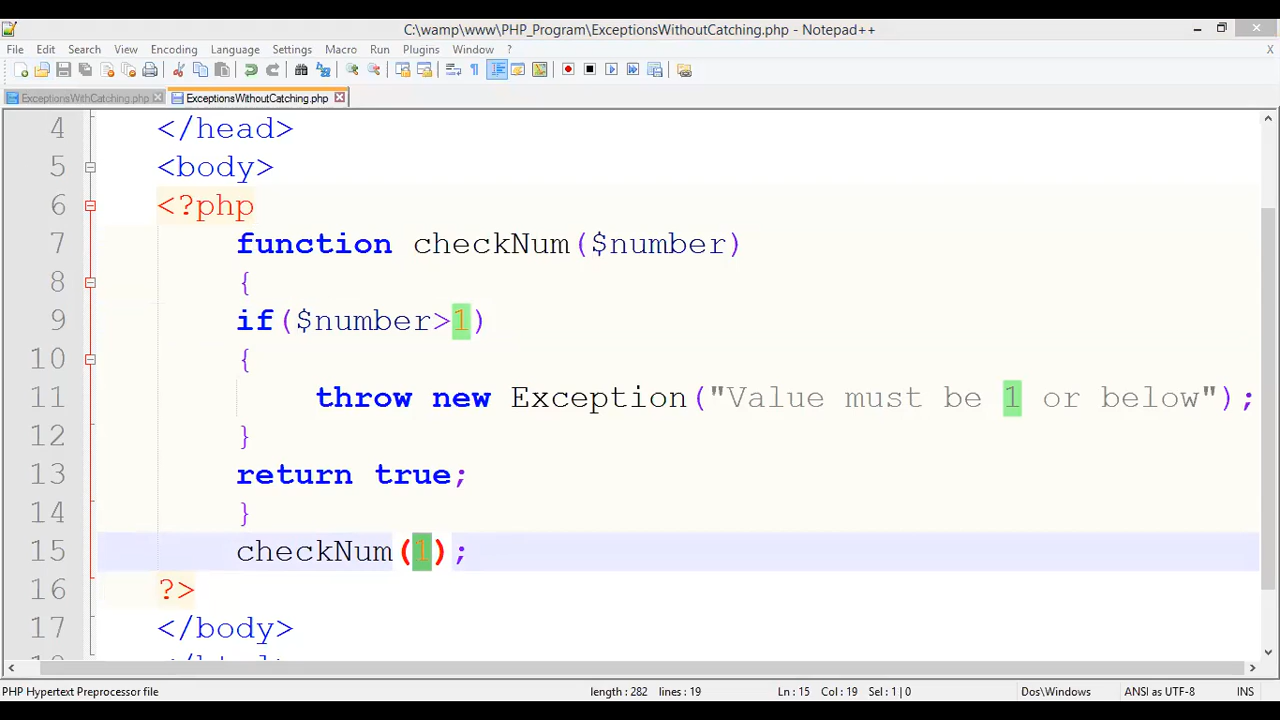 C:\wamp\www\PHP_Program\ExceptionsWithoutCatching.php - Notepad++
File Edit Search View Encoding Language Settings Macro Run Plugins Window ? X
ExceptionsWithCatching.php ExceptionsWithoutCatching.php
4 </head>
5 <body>
6 <?php
7 function checkNum($number)
8 {
9 if($number>1)
10 {
11 throw new Exception("Value must be 1 or below");
12 }
13 return true;
14 }
15 checkNum(1);
16 ?>
17 </body>
PHP Hypertext Preprocessor file length : 282 lines : 19 Ln : 15 Col : 19 Sel : 1 | 0 Dos\Windows ANSI as UTF-8 INS